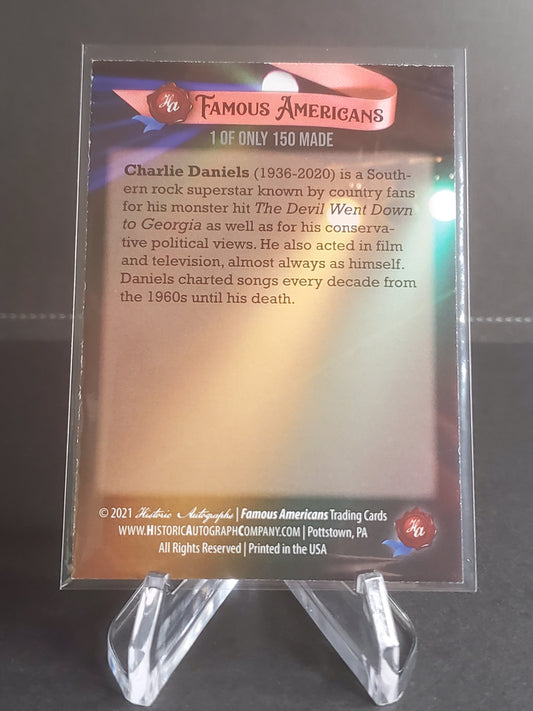 Ha FAMOUS AMERICANS
1 OF ONLY 150 MADE
Charlie Daniels (1936-2020) is a South-
ern rock superstar known by country fans
for his monster hit The Devil Went Down
to Georgia as well as for his conserva-
tive political views. He also acted in film
and television, almost always as himself.
Daniels charted songs every decade from
the 1960s until his death.
© 2021 Historic Autographs | Famous Americans Trading Cards
WWW.HISTORICAUTOGRAPHCOMPANY.COM | Pottstown, PA
All Rights Reserved | Printed in the USA
Ha